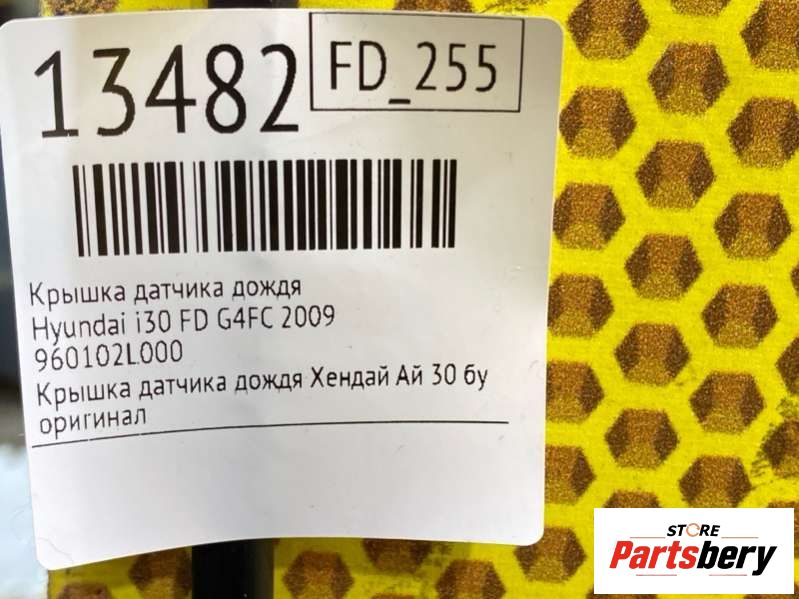 13482
FD_255
Крышка датчика дождя
Hyundai i30 FD G4FC 2009
960102L000
Крышка датчика дождя Хендай Ай 30 бу
оригинал
STORE
Partsbery